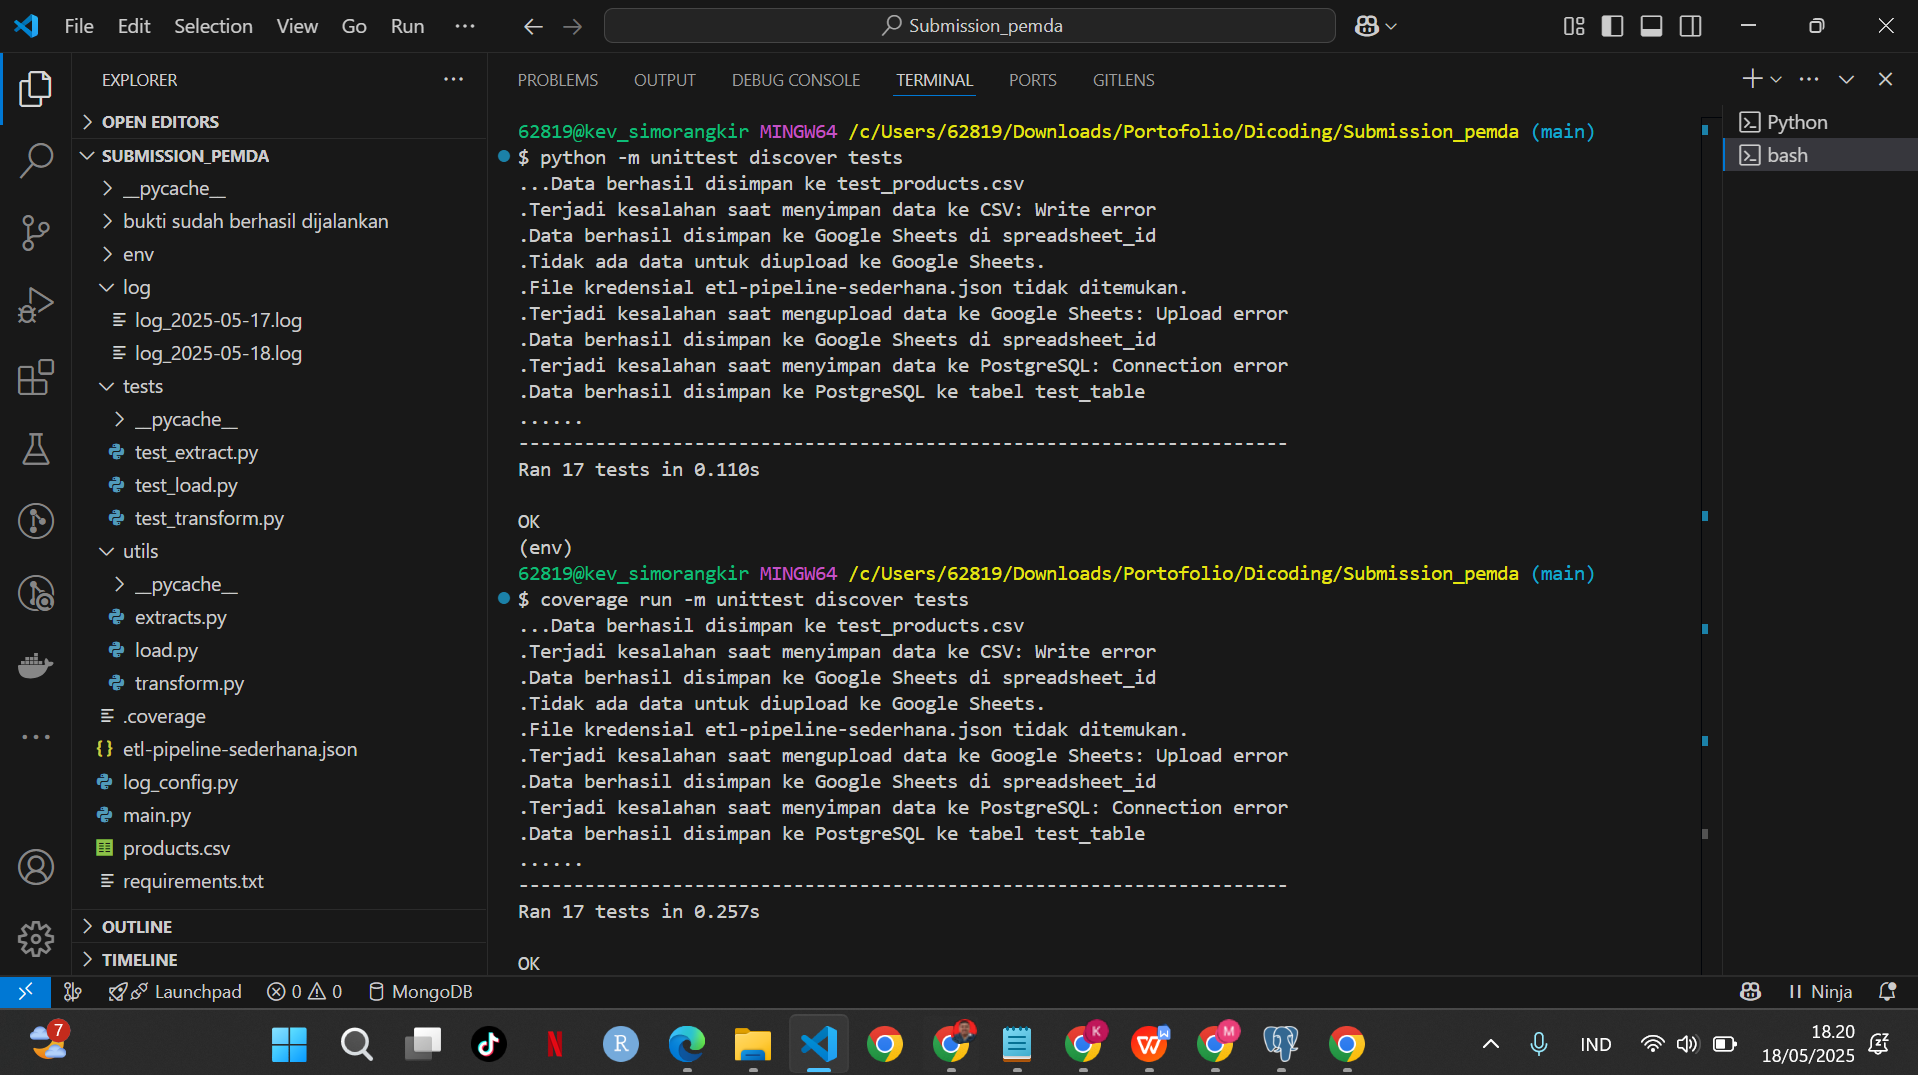 File Edit Selection View Go Run ...
Submission_pemda
EXPLORER
OPEN EDITORS
SUBMISSION_PEMDA
__pycache__
bukti sudah berhasil dijalankan
env
log
log_2025-05-17.log
log_2025-05-18.log
tests
__pycache__
test_extract.py
test_load.py
test_transform.py
utils
__pycache__
extracts.py
load.py
transform.py
.coverage
etl-pipeline-sederhana.json
log_config.py
main.py
products.csv
requirements.txt
OUTLINE
TIMELINE
PROBLEMS OUTPUT DEBUG CONSOLE TERMINAL PORTS GITLENS
62819@kev_simorangkir MINGW64 /c/Users/62819/Downloads/Portofolio/Dicoding/Submission_pemda (main)
$ python -m unittest discover tests
...Data berhasil disimpan ke test_products.csv
.Terjadi kesalahan saat menyimpan data ke CSV: Write error
.Data berhasil disimpan ke Google Sheets di spreadsheet_id
.Tidak ada data untuk diupload ke Google Sheets.
.File kredensial etl-pipeline-sederhana.json tidak ditemukan.
.Terjadi kesalahan saat mengupload data ke Google Sheets: Upload error
.Data berhasil disimpan ke Google Sheets di spreadsheet_id
.Terjadi kesalahan saat menyimpan data ke PostgreSQL: Connection error
.Data berhasil disimpan ke PostgreSQL ke tabel test_table
......
----------------------------------------------------------------------
Ran 17 tests in 0.110s
OK
(env)
62819@kev_simorangkir MINGW64 /c/Users/62819/Downloads/Portofolio/Dicoding/Submission_pemda (main)
$ coverage run -m unittest discover tests
...Data berhasil disimpan ke test_products.csv
.Terjadi kesalahan saat menyimpan data ke CSV: Write error
.Data berhasil disimpan ke Google Sheets di spreadsheet_id
.Tidak ada data untuk diupload ke Google Sheets.
.File kredensial etl-pipeline-sederhana.json tidak ditemukan.
.Terjadi kesalahan saat mengupload data ke Google Sheets: Upload error
.Data berhasil disimpan ke Google Sheets di spreadsheet_id
.Terjadi kesalahan saat menyimpan data ke PostgreSQL: Connection error
.Data berhasil disimpan ke PostgreSQL ke tabel test_table
......
----------------------------------------------------------------------
Ran 17 tests in 0.257s
OK
Python
bash
Launchpad 0 0 MongoDB
Ninja
7
R
K
W
M
IND
18.20
18/05/2025